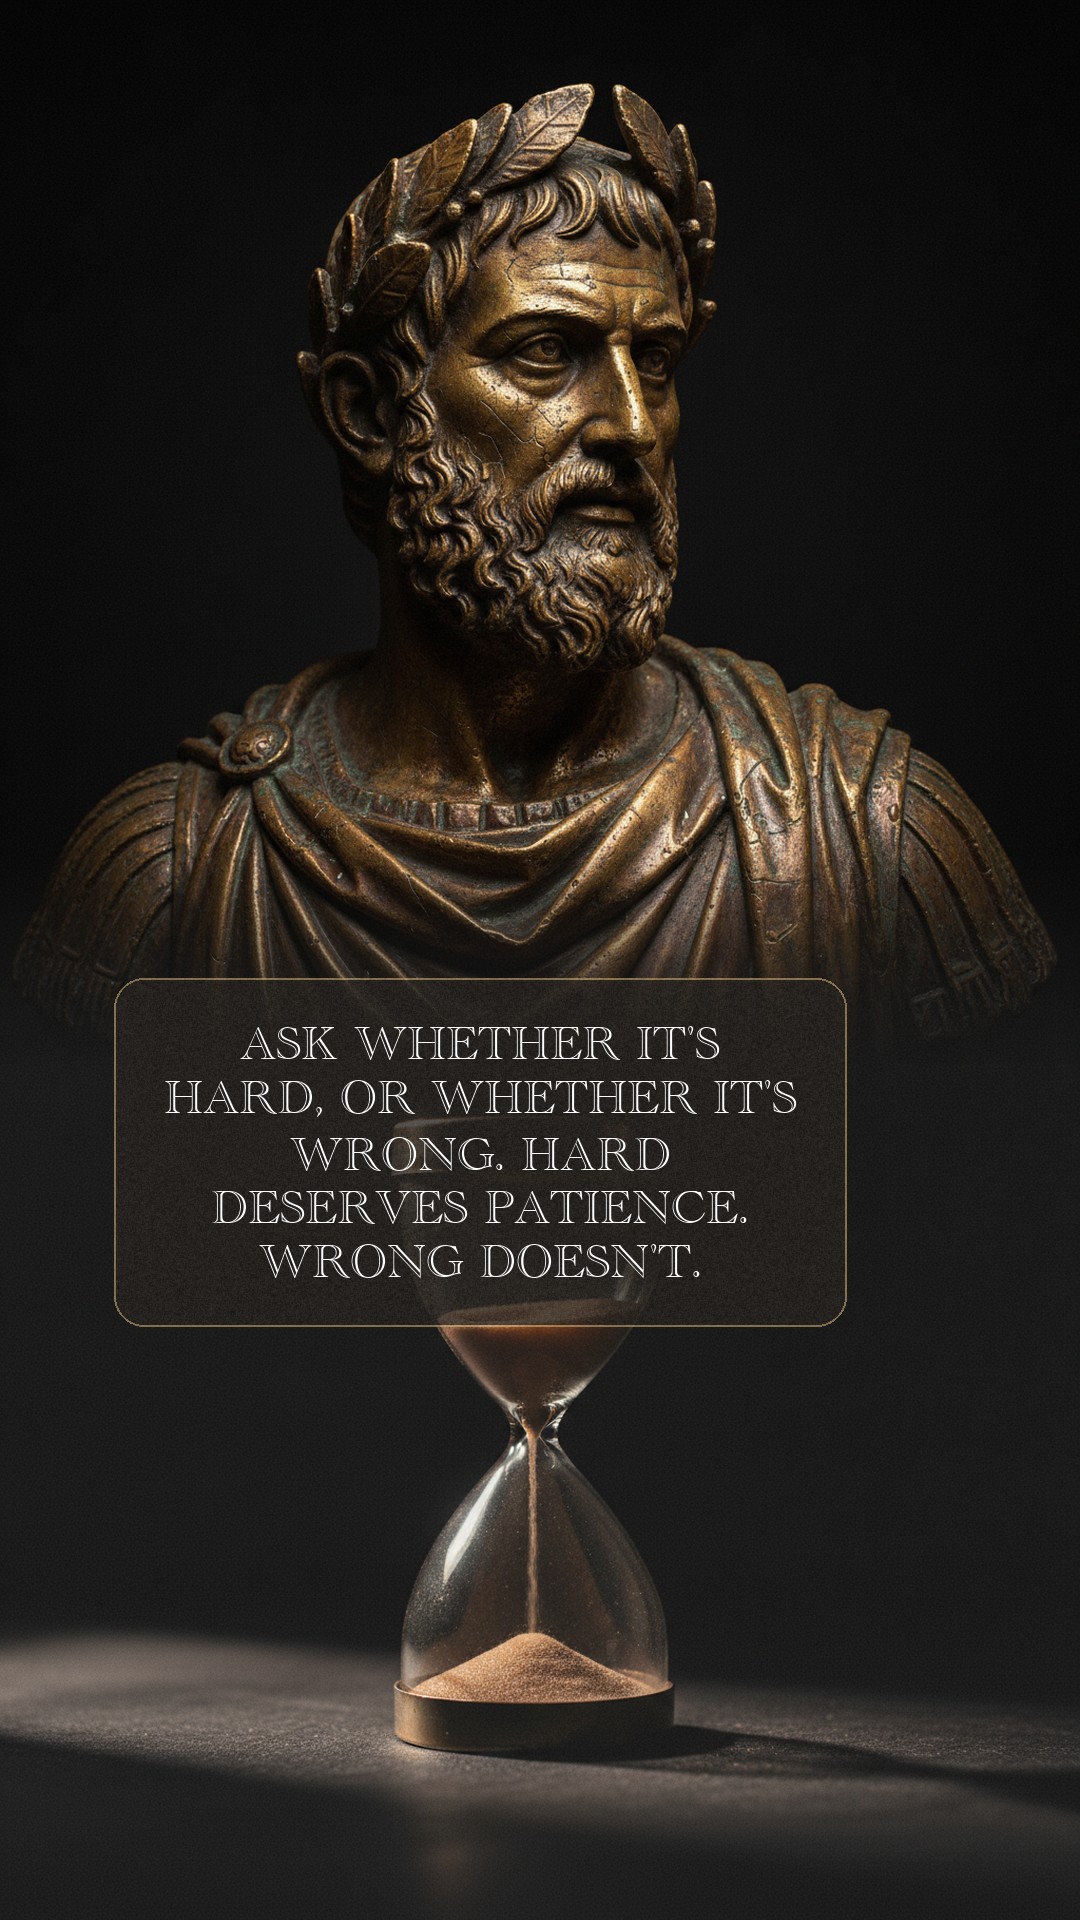 ASK WHETHER IT'S
HARD, OR WHETHER IT'S
WRONG. HARD
DESERVES PATIENCE.
WRONG DOESN'T.